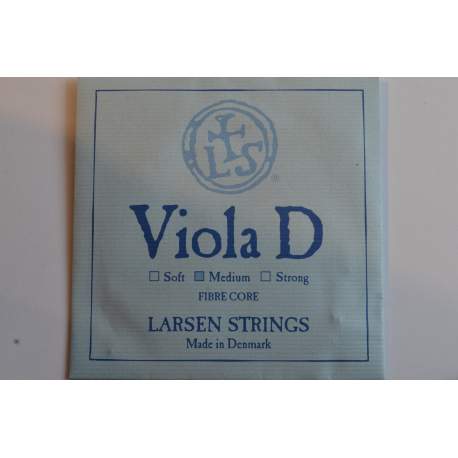 LS
®
Viola D
☐ Soft ☒ Medium ☐ Strong
FIBRE CORE
LARSEN STRINGS
Made in Denmark